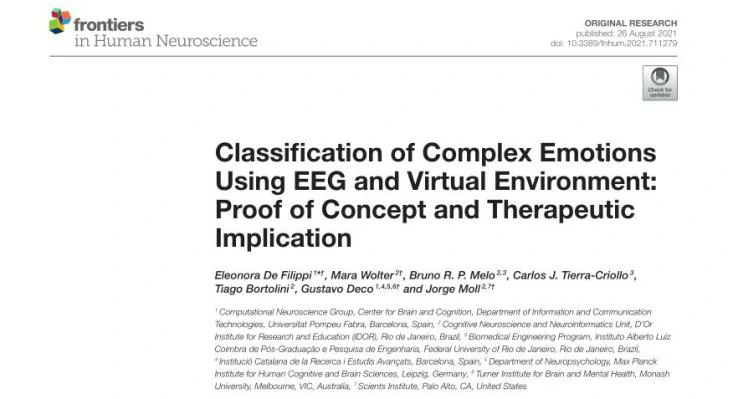 frontiers
in Human Neuroscience
ORIGINAL RESEARCH
published: 26 August 2021
doi: 10.3389/fnhum.2021.711279
Check for
updates
Classification of Complex Emotions
Using EEG and Virtual Environment:
Proof of Concept and Therapeutic
Implication
Eleonora De Filippi 1*†, Mara Wolter 2†, Bruno R. P. Melo 2,3, Carlos J. Tierra-Criollo 3,
Tiago Bortolini 2, Gustavo Deco 1,4,5,6† and Jorge Moll 2,7†
1 Computational Neuroscience Group, Center for Brain and Cognition, Department of Information and Communication
Technologies, Universitat Pompeu Fabra, Barcelona, Spain, 2 Cognitive Neuroscience and Neuroinformatics Unit, D'Or
Institute for Research and Education (IDOR), Rio de Janeiro, Brazil, 3 Biomedical Engineering Program, Instituto Alberto Luiz
Coimbra de Pós-Graduação e Pesquisa de Engenharia, Federal University of Rio de Janeiro, Rio de Janeiro, Brazil,
4 Institució Catalana de la Recerca i Estudis Avançats, Barcelona, Spain, 5 Department of Neuropsychology, Max Planck
Institute for Human Cognitive and Brain Sciences, Leipzig, Germany, 6 Turner Institute for Brain and Mental Health, Monash
University, Melbourne, VIC, Australia, 7 Scients Institute, Palo Alto, CA, United States